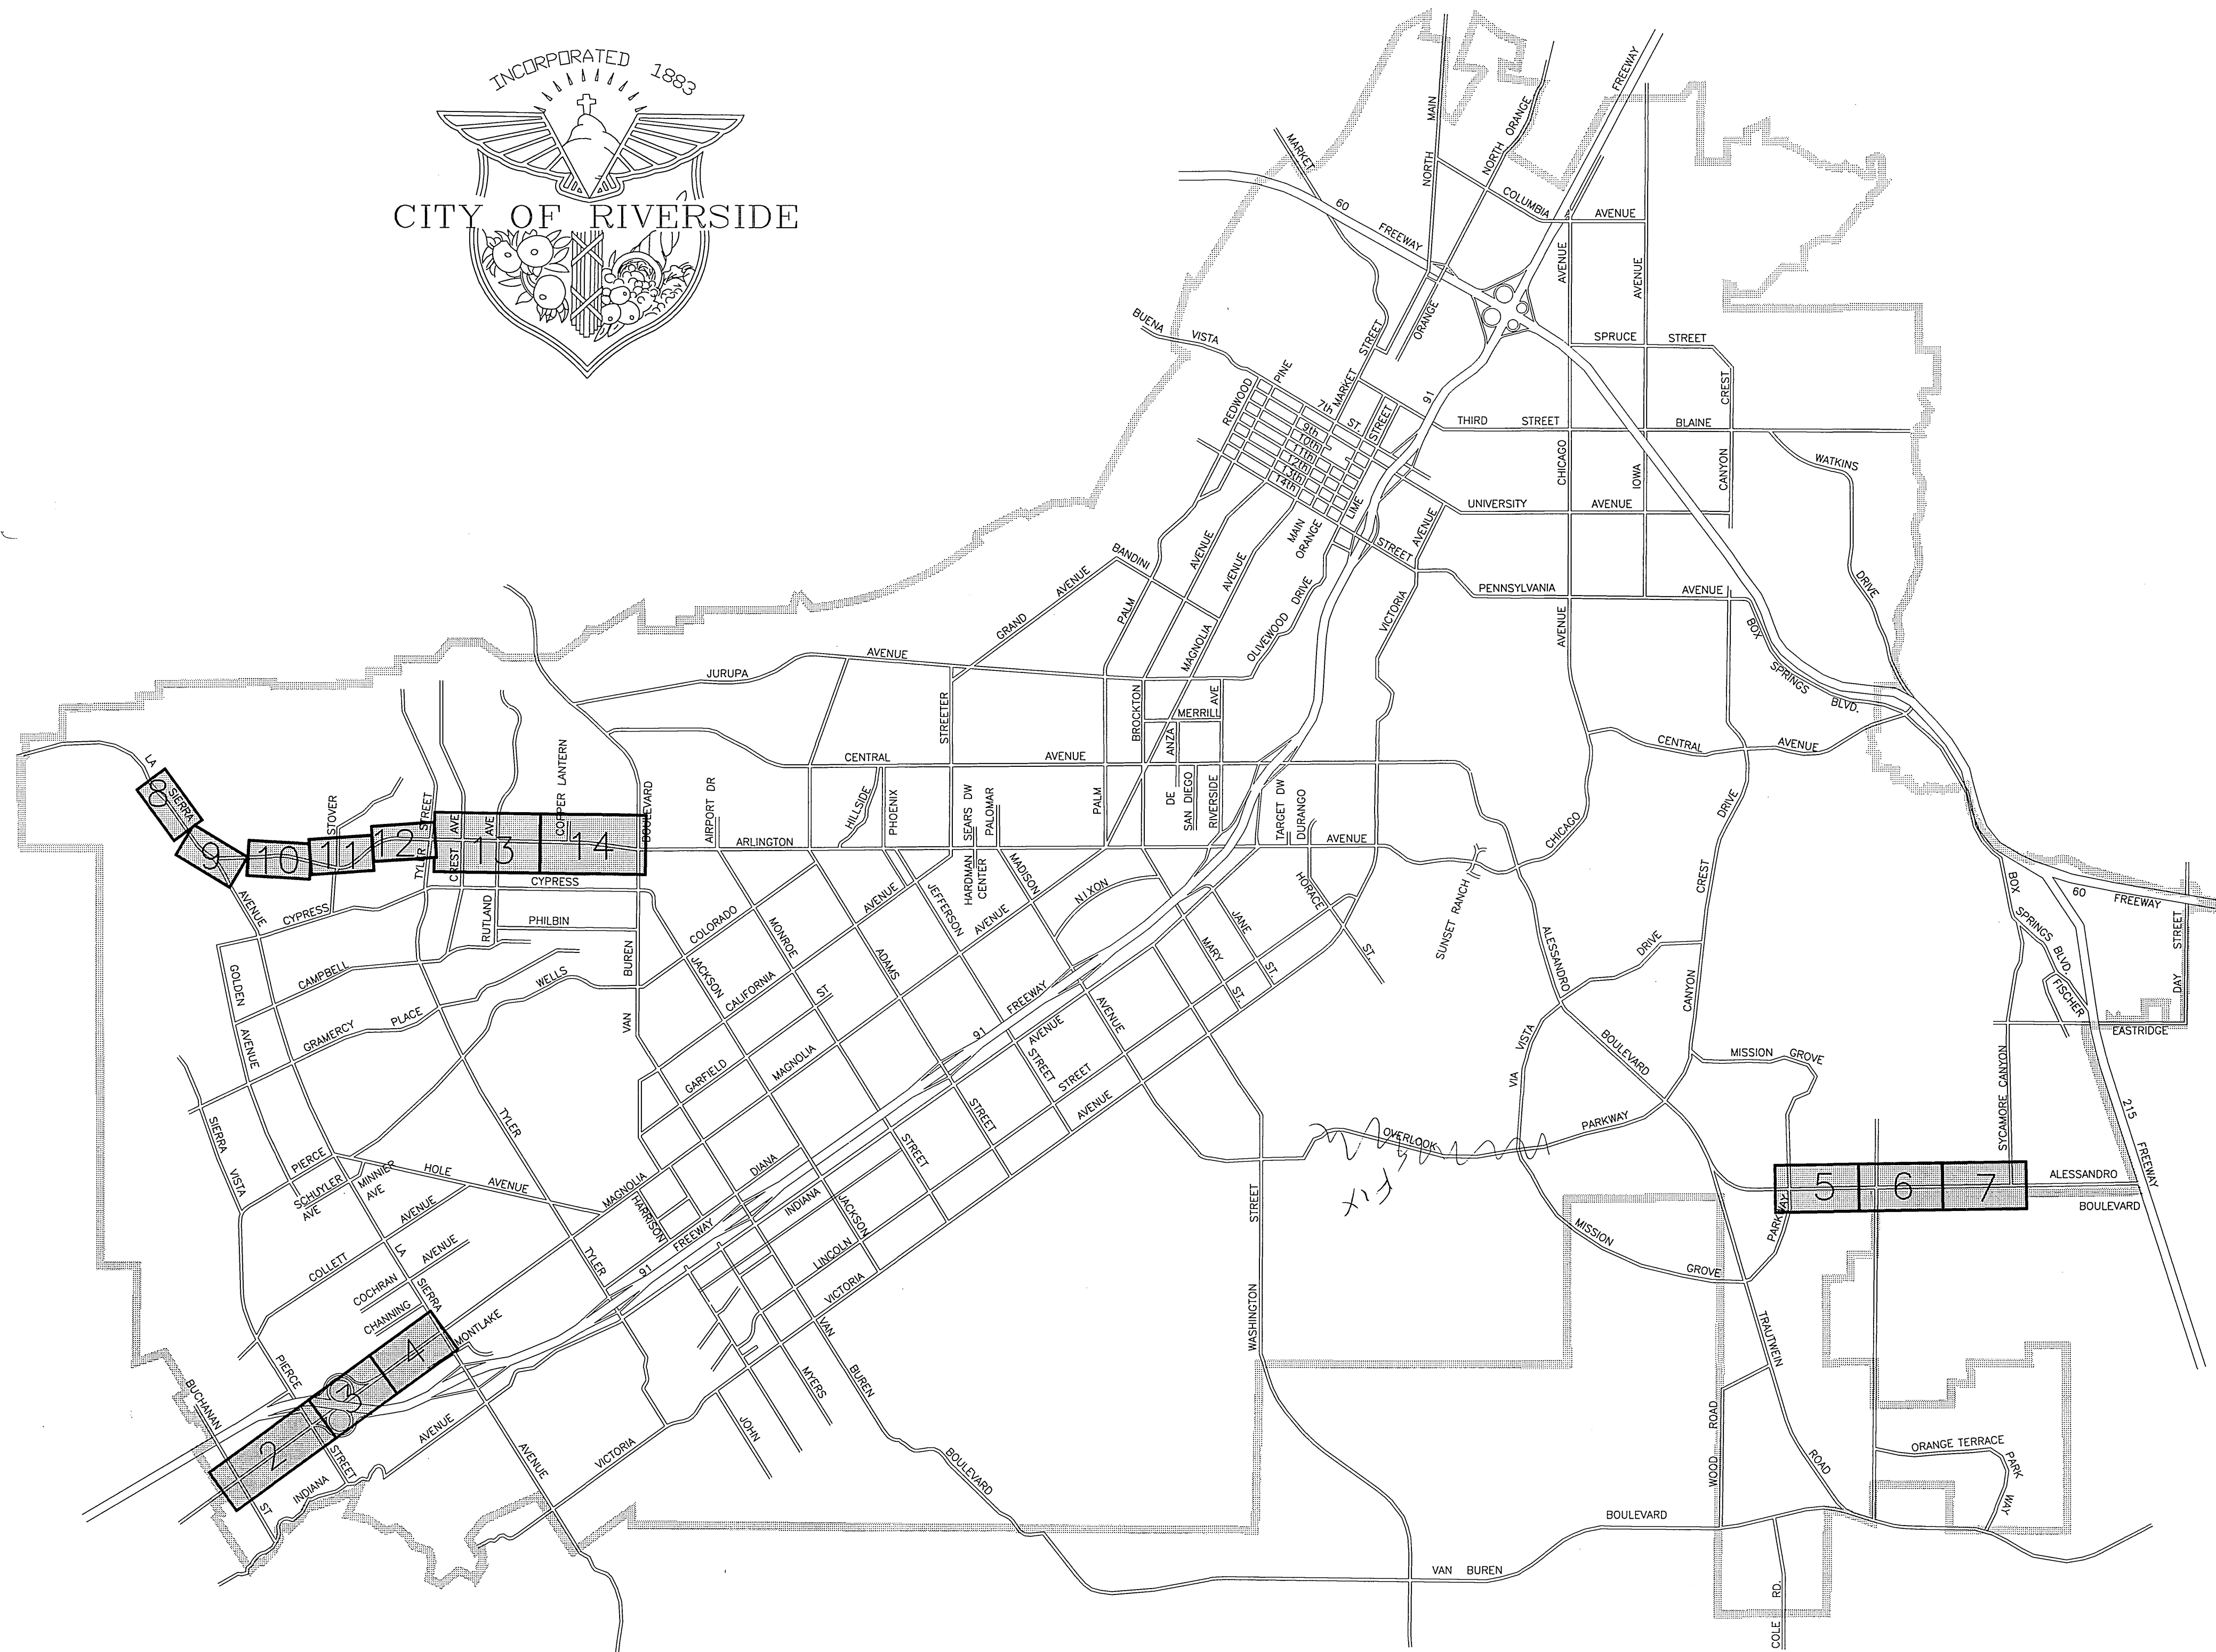 INCORPORATED 1883
CITY OF RIVERSIDE
FREEWAY
MAIN
NORTH
NORTH ORANGE
MARKET
COLUMBIA AVENUE
60
FREEWAY
AVENUE
AVENUE
ORANGE
STREET
BUENA VISTA
SPRUCE STREET
PINE
REDWOOD
MARKET
7th ST.
STREET
91
CREST
9th
10th
11th
12th
13th
14th
THIRD STREET
BLAINE
CHICAGO
IOWA
CANYON
WATKINS
LIME
UNIVERSITY AVENUE
MAIN
ORANGE
STREET
AVENUE
BANDINI
AVENUE
AVENUE
GRAND AVENUE
PALM
DRIVE
OLIVEWOOD
VICTORIA
PENNSYLVANIA AVENUE
AVENUE
DRIVE
BOX
SPRINGS
BLVD.
MAGNOLIA
JURUPA AVENUE
STREETER
BROCKTON
AVE
MERRILL
ANZA
DE
SAN DIEGO
RIVERSIDE
CENTRAL AVENUE
CENTRAL AVENUE
LA
SIERRA
8
9
10
11
12
13
14
STOVER
TYLER STREET
CREST AVE
AVE
COPPER LANTERN
BOULEVARD
AIRPORT DR
HILLSIDE
PHOENIX
SEARS DW
PALOMAR
PALM
TARGET DW
DURANGO
DRIVE
CHICAGO
ARLINGTON AVENUE
HARDMAN CENTER
MADISON
NIXON
HORACE
ST.
SUNSET RANCH
CREST
BOX
60
FREEWAY
STREET
DAY
SPRINGS
BLVD.
FISCHER
EASTRIDGE
AVENUE
CYPRESS
CYPRESS
RUTLAND
PHILBIN
COLORADO
MONROE
AVENUE
JEFFERSON
AVENUE
JANE
ST.
MARY
ST.
ALESSANDRO
DRIVE
CANYON
GOLDEN
AVENUE
CAMPBELL
WELLS
BUREN
VAN
JACKSON
CALIFORNIA
ADAMS
ST
GRAMERCY PLACE
GARFIELD
MAGNOLIA
91
FREEWAY
AVENUE
AVENUE
STREET
STREET
AVENUE
STREET
STREET
VISTA
VIA
BOULEVARD
MISSION GROVE
SYCAMORE CANYON
215
FREEWAY
OVERLOOK
PARKWAY
FIX
TYLER
SIERRA
VISTA
PIERCE
SCHUYLER AVE
MINNIER AVE
HOLE AVENUE
MAGNOLIA
DIANA
HARRISON
INDIANA
JACKSON
STREET
5
6
7
ALESSANDRO
BOULEVARD
PARKWAY
AVENUE
COLLETT
LA
SIERRA
AVENUE
COCHRAN
CHANNING
TYLER
FREEWAY
91
LINCOLN
VICTORIA
MISSION
GROVE
WASHINGTON
TRAUTWEIN
MONTLAKE
4
3
2
PIERCE
STREET
BUCHANAN
ST
INDIANA
AVENUE
AVENUE
VICTORIA
JOHN
MYERS
VAN
BUREN
BOULEVARD
WOOD ROAD
ROAD
ORANGE TERRACE
PARK
WAY
BOULEVARD
VAN BUREN
COLE RD.